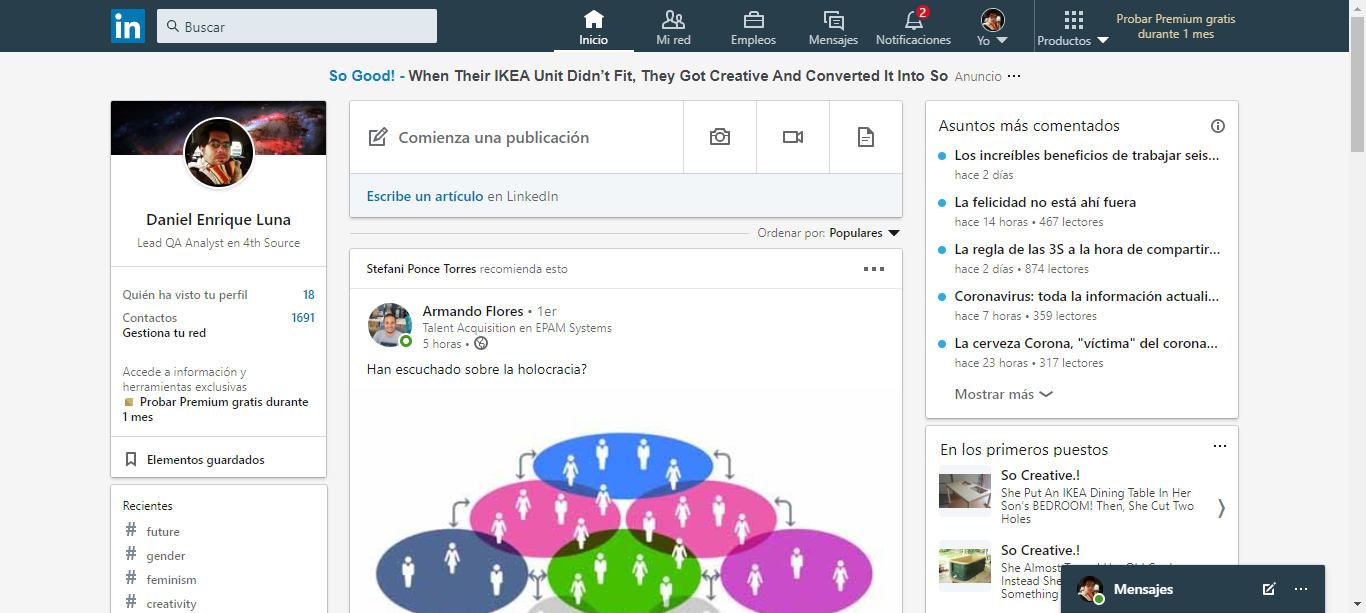 in
Buscar
Inicio
Mi red
Empleos
Mensajes
2
Notificaciones
Yo
Productos
Probar Premium gratis
durante 1 mes
So Good! - When Their IKEA Unit Didn't Fit, They Got Creative And Converted It Into So Anuncio ···
Daniel Enrique Luna
Lead QA Analyst en 4th Source
Quién ha visto tu perfil 18
Contactos 1691
Gestiona tu red
Accede a información y
herramientas exclusivas
Probar Premium gratis durante
1 mes
Elementos guardados
Recientes
# future
# gender
# feminism
# creativity
Comienza una publicación
Escribe un artículo en LinkedIn
Ordenar por: Populares
Stefani Ponce Torres recomienda esto
Armando Flores • 1er
Talent Acquisition en EPAM Systems
5 horas •
Han escuchado sobre la holocracia?
Asuntos más comentados
Los increíbles beneficios de trabajar seis...
hace 2 días
La felicidad no está ahí fuera
hace 14 horas • 467 lectores
La regla de las 3S a la hora de compartir...
hace 2 días • 874 lectores
Coronavirus: toda la información actuali...
hace 7 horas • 359 lectores
La cerveza Corona, "víctima" del corona...
hace 23 horas • 317 lectores
Mostrar más
En los primeros puestos
So Creative.!
She Put An IKEA Dining Table In Her
Son's BEDROOM! Then, She Cut Two
Holes
So Creative.!
She Almost
Instead She
Something
Mensajes